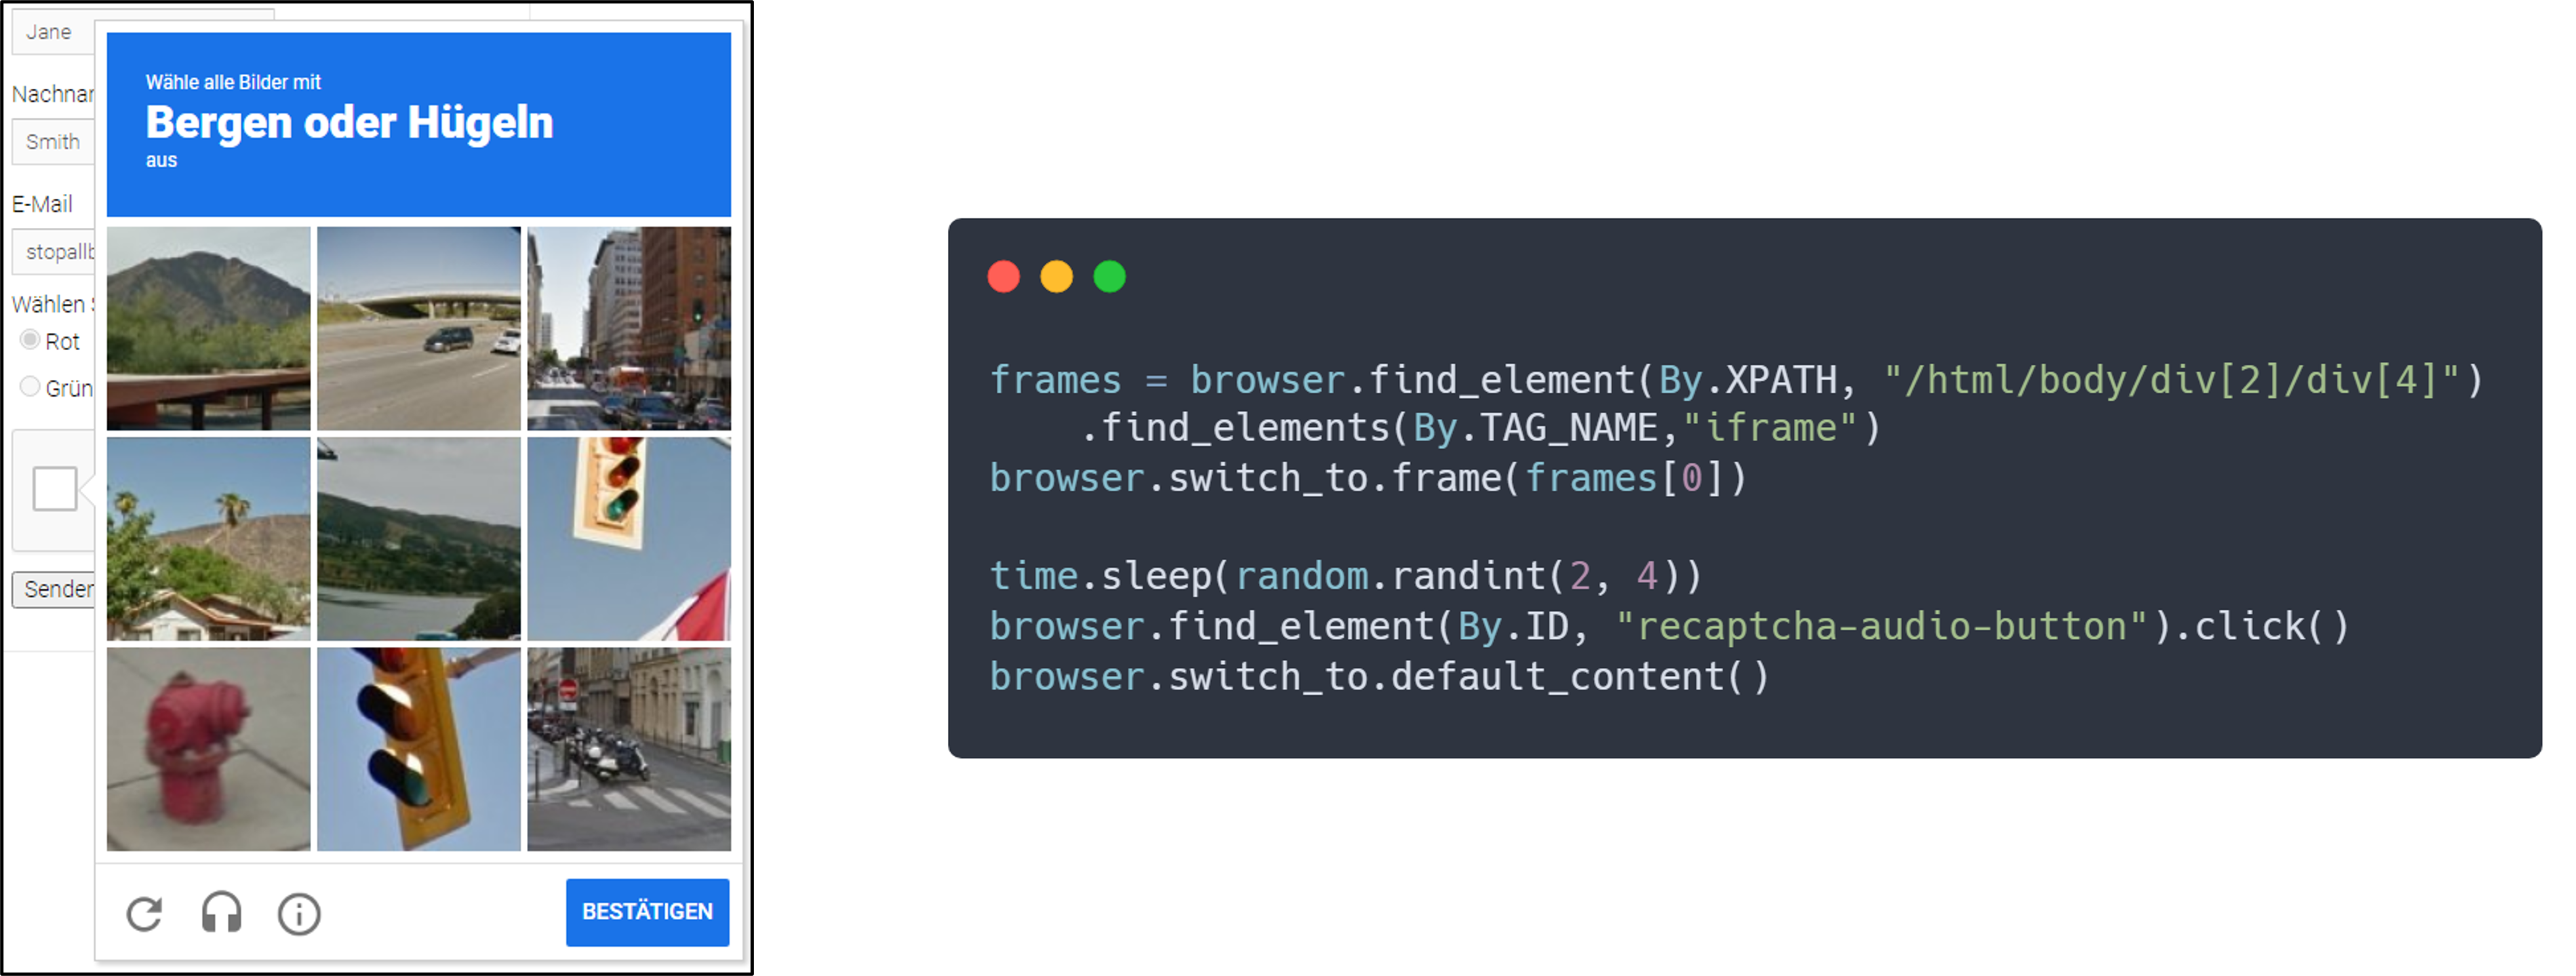 Jane
Nachnar
Smith
E-Mail
stopallb
Wählen S
Rot
Grün
Senden
Wähle alle Bilder mit
Bergen oder Hügeln
aus
BESTÄTIGEN
frames = browser.find_element(By.XPATH, "/html/body/div[2]/div[4]")
.find_elements(By.TAG_NAME,"iframe")
browser.switch_to.frame(frames[0])
time.sleep(random.randint(2, 4))
browser.find_element(By.ID, "recaptcha-audio-button").click()
browser.switch_to.default_content()